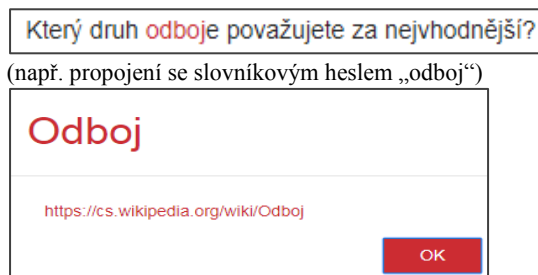 Který druh odboje považujete za nejvhodnější?
(např. propojení se slovníkovým heslem „odboj“)
Odboj
https://cs.wikipedia.org/wiki/Odboj
OK